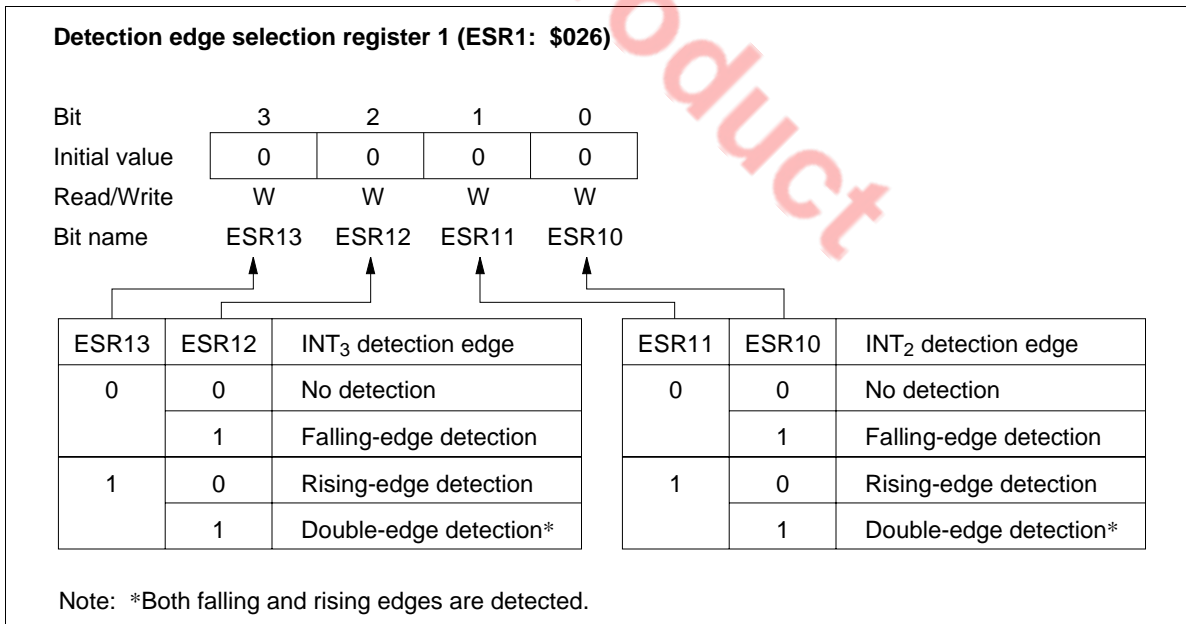 Detection edge selection register 1 (ESR1: $026)
Bit 3 2 1 0
Initial value 0 0 0 0
Read/Write W W W W
Bit name ESR13 ESR12 ESR11 ESR10
ESR13 ESR12 INT3 detection edge
0 0 No detection
1 Falling-edge detection
1 0 Rising-edge detection
1 Double-edge detection*
ESR11 ESR10 INT2 detection edge
0 0 No detection
1 Falling-edge detection
1 0 Rising-edge detection
1 Double-edge detection*
Note: *Both falling and rising edges are detected.
oduct